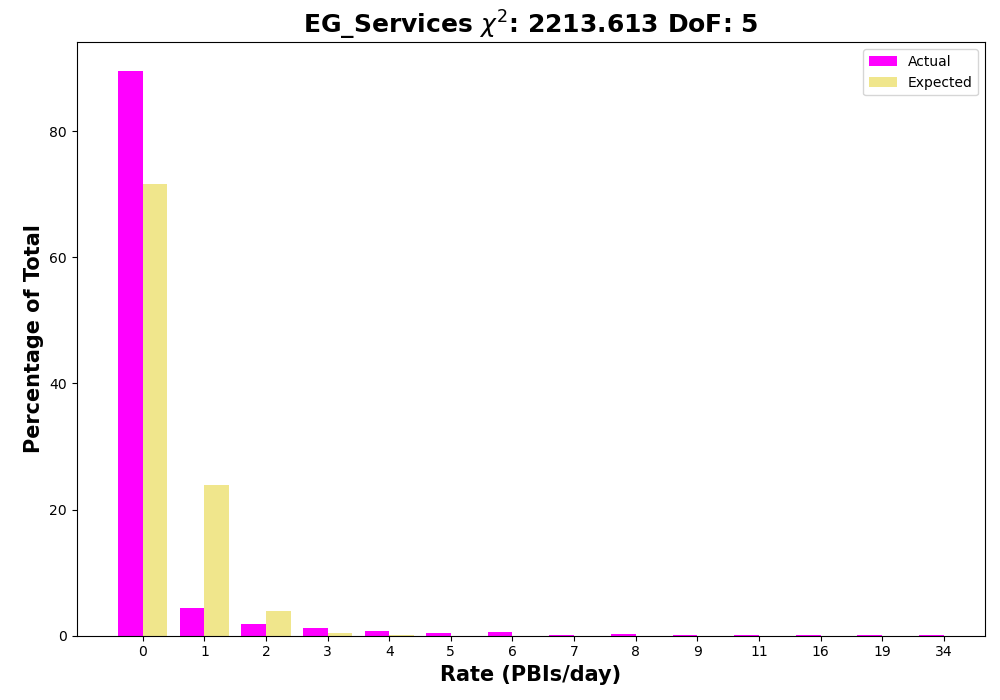 EG_Services χ²: 2213.613 DoF: 5
Actual
Expected
Percentage of Total
80
60
40
20
0
0 1 2 3 4 5 6 7 8 9 11 16 19 34
Rate (PBIs/day)